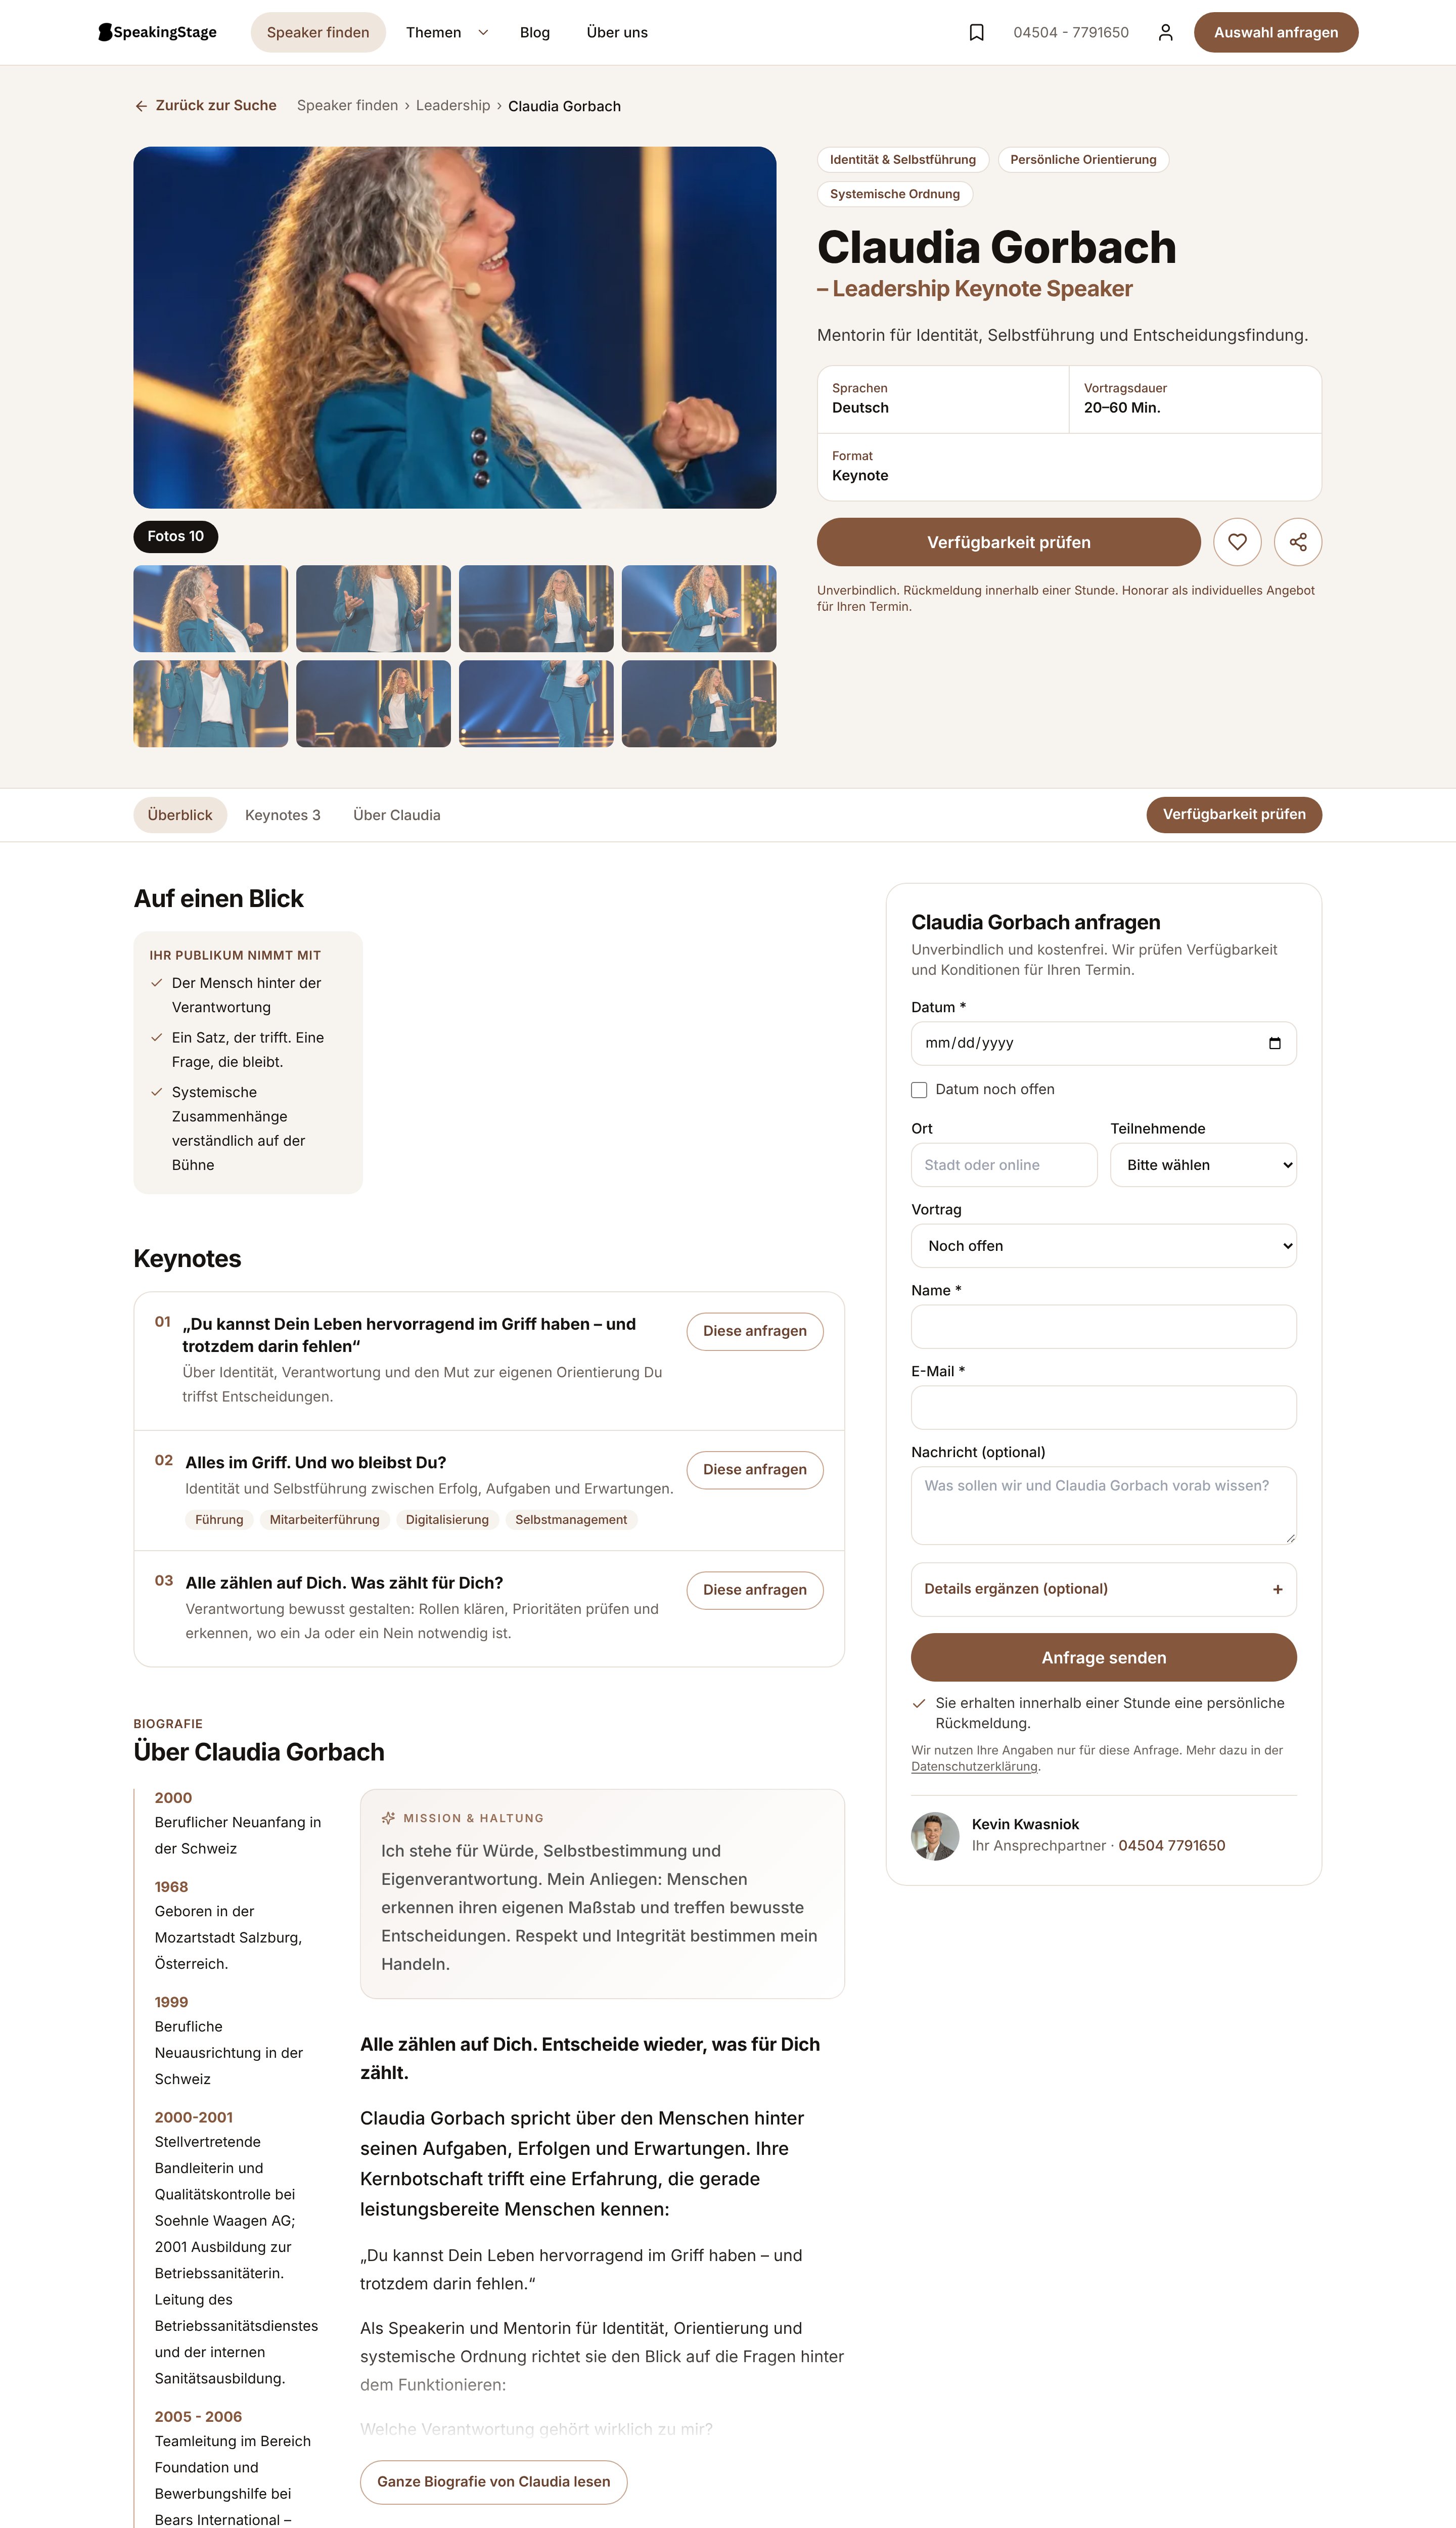 SpeakingStage
Speaker finden
Themen
Blog
Über uns
04504 - 7791650
Auswahl anfragen
Zurück zur Suche
Speaker finden › Leadership › Claudia Gorbach
Identität & Selbstführung
Persönliche Orientierung
Systemische Ordnung
Claudia Gorbach
– Leadership Keynote Speaker
Mentorin für Identität, Selbstführung und Entscheidungsfindung.
Sprachen
Deutsch
Vortragsdauer
20–60 Min.
Format
Keynote
Verfügbarkeit prüfen
Unverbindlich. Rückmeldung innerhalb einer Stunde. Honorar als individuelles Angebot
für Ihren Termin.
Fotos 10
Überblick
Keynotes 3
Über Claudia
Verfügbarkeit prüfen
Auf einen Blick
IHR PUBLIKUM NIMMT MIT
Der Mensch hinter der
Verantwortung
Ein Satz, der trifft. Eine
Frage, die bleibt.
Systemische
Zusammenhänge
verständlich auf der
Bühne
Keynotes
01
„Du kannst Dein Leben hervorragend im Griff haben – und
trotzdem darin fehlen“
Über Identität, Verantwortung und den Mut zur eigenen Orientierung Du
triffst Entscheidungen.
Diese anfragen
02
Alles im Griff. Und wo bleibst Du?
Identität und Selbstführung zwischen Erfolg, Aufgaben und Erwartungen.
Führung
Mitarbeiterführung
Digitalisierung
Selbstmanagement
Diese anfragen
03
Alle zählen auf Dich. Was zählt für Dich?
Verantwortung bewusst gestalten: Rollen klären, Prioritäten prüfen und
erkennen, wo ein Ja oder ein Nein notwendig ist.
Diese anfragen
Claudia Gorbach anfragen
Unverbindlich und kostenfrei. Wir prüfen Verfügbarkeit
und Konditionen für Ihren Termin.
Datum *
mm/dd/yyyy
Datum noch offen
Ort
Stadt oder online
Teilnehmende
Bitte wählen
Vortrag
Noch offen
Name *
E-Mail *
Nachricht (optional)
Was sollen wir und Claudia Gorbach vorab wissen?
Details ergänzen (optional)
+
Anfrage senden
Sie erhalten innerhalb einer Stunde eine persönliche
Rückmeldung.
Wir nutzen Ihre Angaben nur für diese Anfrage. Mehr dazu in der
Datenschutzerklärung.
Kevin Kwasniok
Ihr Ansprechpartner · 04504 7791650
BIOGRAFIE
Über Claudia Gorbach
2000
Beruflicher Neuanfang in
der Schweiz
1968
Geboren in der
Mozartstadt Salzburg,
Österreich.
1999
Berufliche
Neuausrichtung in der
Schweiz
2000-2001
Stellvertretende
Bandleiterin und
Qualitätskontrolle bei
Soehnle Waagen AG;
2001 Ausbildung zur
Betriebssanitäterin.
Leitung des
Betriebssanitätsdienstes
und der internen
Sanitätsausbildung.
2005 - 2006
Teamleitung im Bereich
Foundation und
Bewerbungshilfe bei
Bears International –
MISSION & HALTUNG
Ich stehe für Würde, Selbstbestimmung und
Eigenverantwortung. Mein Anliegen: Menschen
erkennen ihren eigenen Maßstab und treffen bewusste
Entscheidungen. Respekt und Integrität bestimmen mein
Handeln.
Alle zählen auf Dich. Entscheide wieder, was für Dich
zählt.
Claudia Gorbach spricht über den Menschen hinter
seinen Aufgaben, Erfolgen und Erwartungen. Ihre
Kernbotschaft trifft eine Erfahrung, die gerade
leistungsbereite Menschen kennen:
„Du kannst Dein Leben hervorragend im Griff haben – und
trotzdem darin fehlen.“
Als Speakerin und Mentorin für Identität, Orientierung und
systemische Ordnung richtet sie den Blick auf die Fragen hinter
dem Funktionieren:
Welche Verantwortung gehört wirklich zu mir?
Ganze Biografie von Claudia lesen